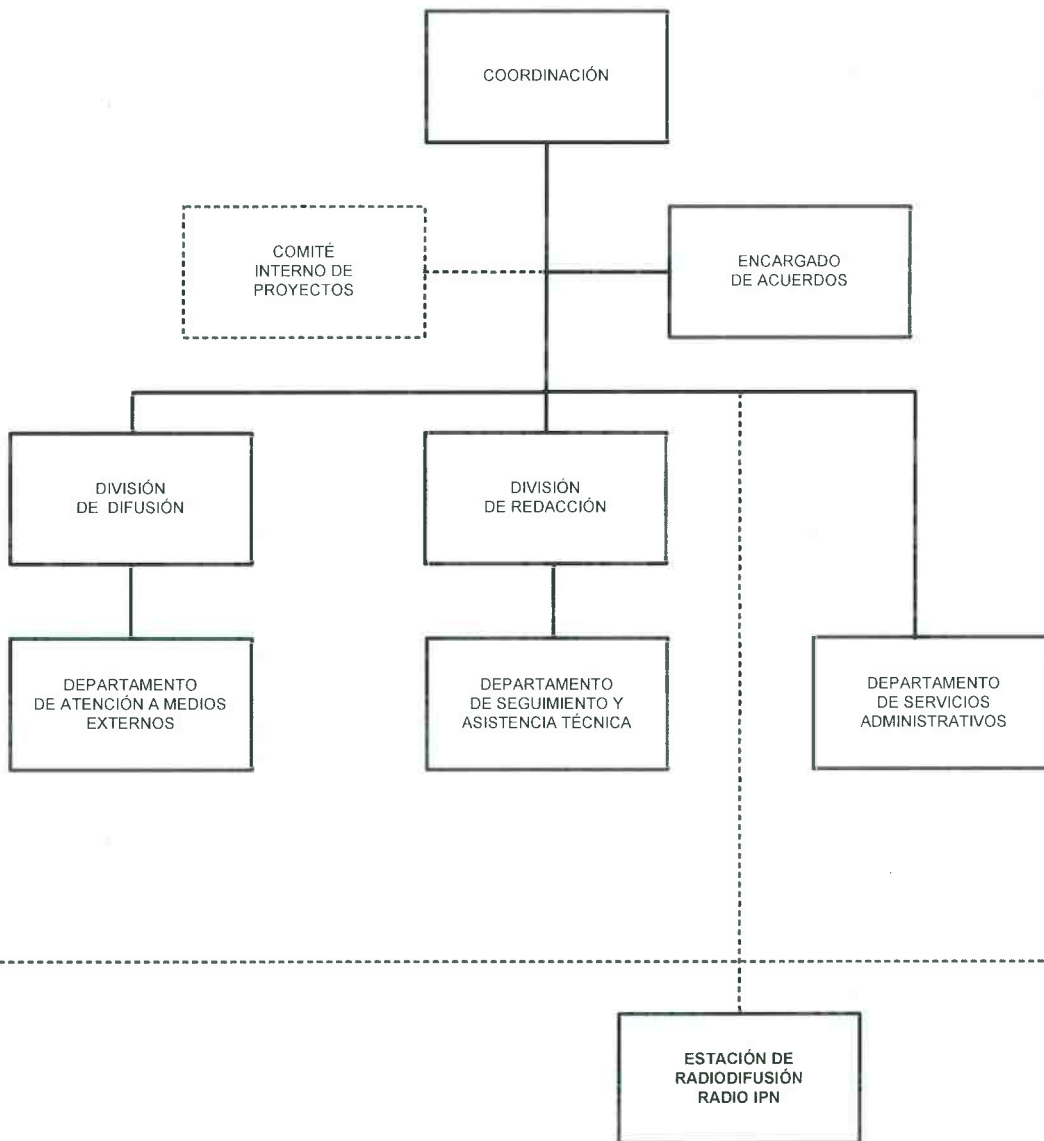 COORDINACIÓN
COMITÉ
INTERNO DE
PROYECTOS
ENCARGADO
DE ACUERDOS
DIVISIÓN
DE DIFUSIÓN
DIVISIÓN
DE REDACCIÓN
DEPARTAMENTO
DE ATENCIÓN A MEDIOS
EXTERNOS
DEPARTAMENTO
DE SEGUIMIENTO Y
ASISTENCIA TÉCNICA
DEPARTAMENTO
DE SERVICIOS
ADMINISTRATIVOS
ESTACIÓN DE
RADIODIFUSIÓN
RADIO IPN